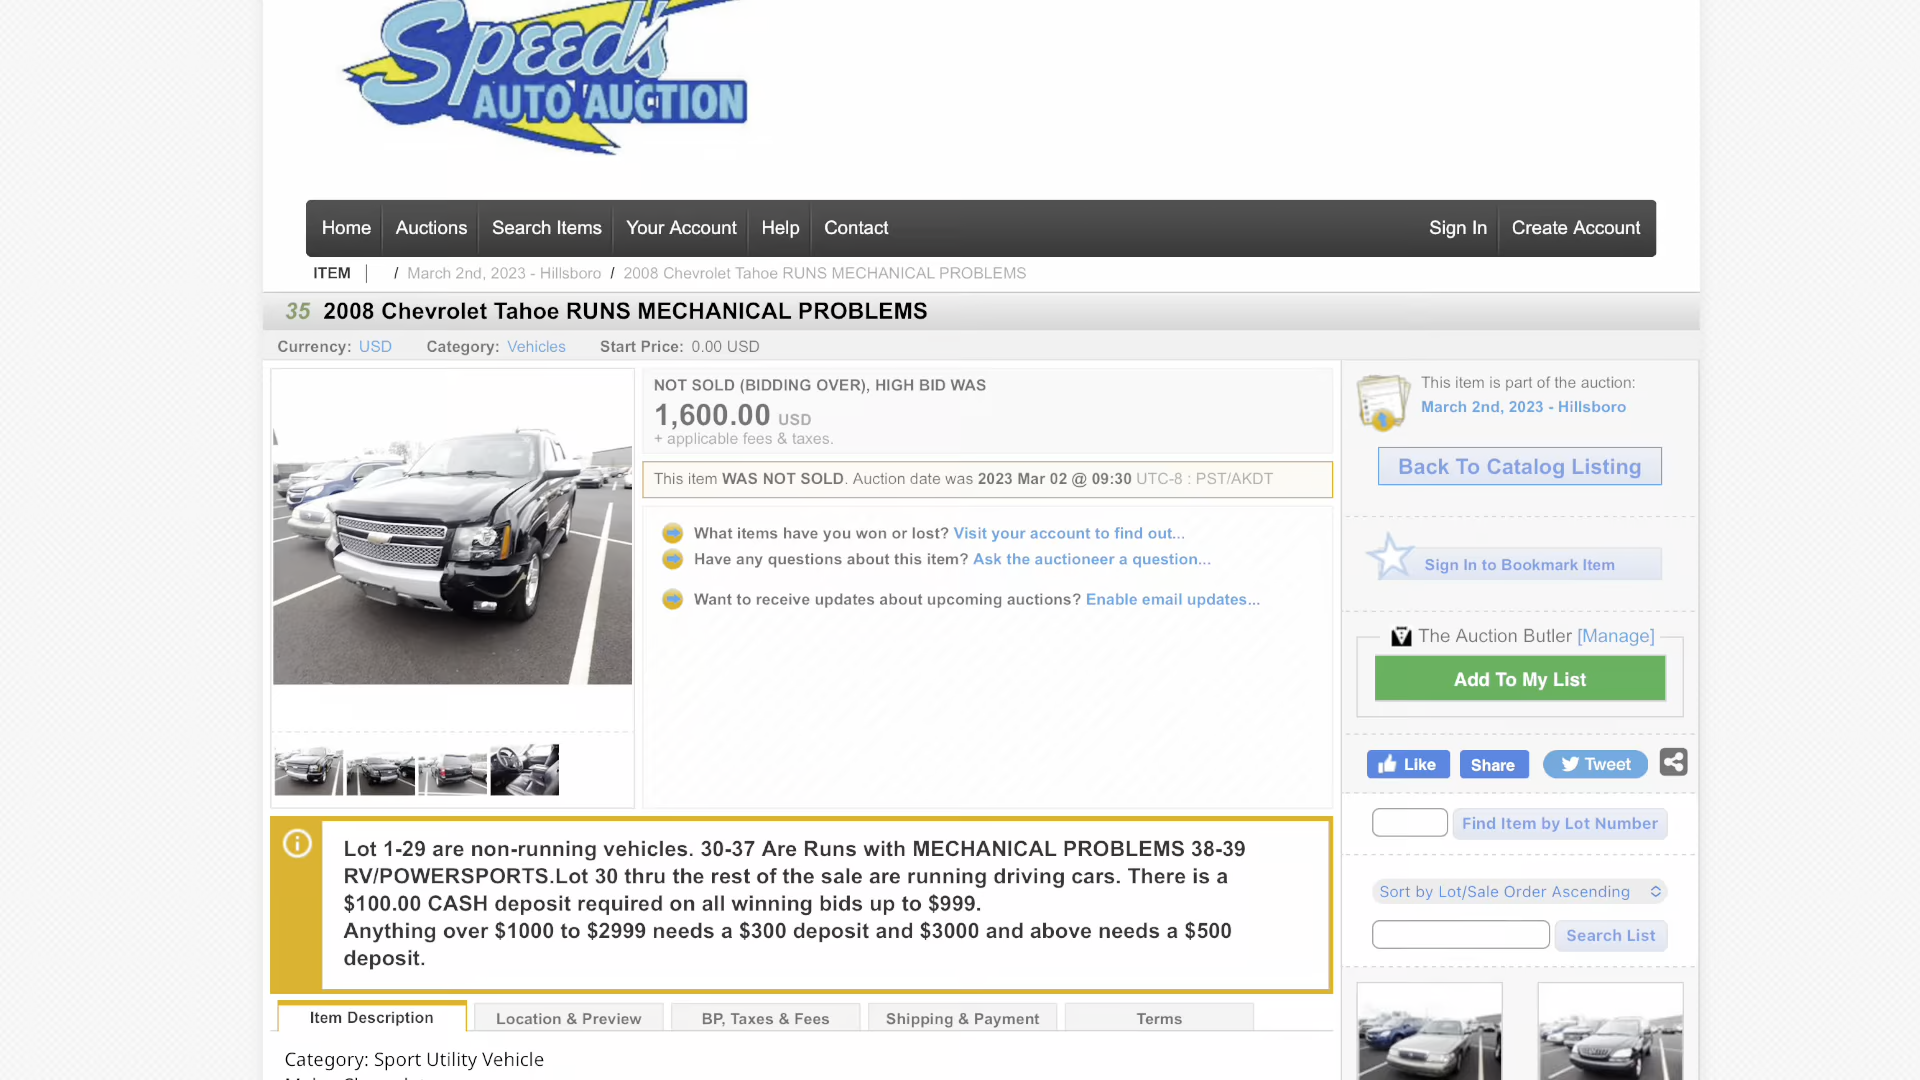 Speed's
AUTO AUCTION
Home Auctions Search Items Your Account Help Contact Sign In Create Account
ITEM / March 2nd, 2023 - Hillsboro / 2008 Chevrolet Tahoe RUNS MECHANICAL PROBLEMS
35 2008 Chevrolet Tahoe RUNS MECHANICAL PROBLEMS
Currency: USD Category: Vehicles Start Price: 0.00 USD
NOT SOLD (BIDDING OVER), HIGH BID WAS
1,600.00 USD
+ applicable fees & taxes.
This item WAS NOT SOLD. Auction date was 2023 Mar 02 @ 09:30 UTC-8 : PST/AKDT
What items have you won or lost? Visit your account to find out...
Have any questions about this item? Ask the auctioneer a question...
Want to receive updates about upcoming auctions? Enable email updates...
This item is part of the auction:
March 2nd, 2023 - Hillsboro
Back To Catalog Listing
Sign In to Bookmark Item
The Auction Butler [Manage]
Add To My List
Like Share Tweet
Find Item by Lot Number
Sort by Lot/Sale Order Ascending
Search List
Lot 1-29 are non-running vehicles. 30-37 Are Runs with MECHANICAL PROBLEMS 38-39
RV/POWERSPORTS.Lot 30 thru the rest of the sale are running driving cars. There is a
$100.00 CASH deposit required on all winning bids up to $999.
Anything over $1000 to $2999 needs a $300 deposit and $3000 and above needs a $500
deposit.
Item Description Location & Preview BP, Taxes & Fees Shipping & Payment Terms
Category: Sport Utility Vehicle